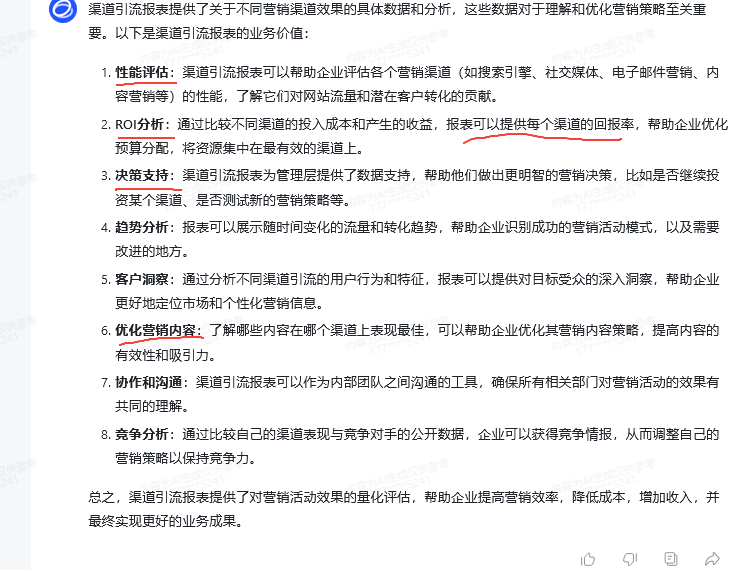 渠道引流报表提供了关于不同营销渠道效果的具体数据和分析，这些数据对于理解和优化营销策略至关重
要。以下是渠道引流报表的业务价值：
1. 性能评估：渠道引流报表可以帮助企业评估各个营销渠道（如搜索引擎、社交媒体、电子邮件营销、内
容营销等）的性能，了解它们对网站流量和潜在客户转化的贡献。
2. ROI分析：通过比较不同渠道的投入成本和产生的收益，报表可以提供每个渠道的回报率，帮助企业优化
预算分配，将资源集中在最有效的渠道上。
3. 决策支持：渠道引流报表为管理层提供了数据支持，帮助他们做出更明智的营销决策，比如是否继续投
资某个渠道、是否测试新的营销策略等。
4. 趋势分析：报表可以展示随时间变化的流量和转化趋势，帮助企业识别成功的营销活动模式，以及需要
改进的地方。
5. 客户洞察：通过分析不同渠道引流的用户行为和特征，报表可以提供对目标受众的深入洞察，帮助企业
更好地定位市场和个性化营销信息。
6. 优化营销内容：了解哪些内容在哪个渠道上表现最佳，可以帮助企业优化其营销内容策略，提高内容的
有效性和吸引力。
7. 协作和沟通：渠道引流报表可以作为内部团队之间沟通的工具，确保所有相关部门对营销活动的效果有
共同的理解。
8. 竞争分析：通过比较自己的渠道表现与竞争对手的公开数据，企业可以获得竞争情报，从而调整自己的
营销策略以保持竞争力。
总之，渠道引流报表提供了对营销活动效果的量化评估，帮助企业提高营销效率，降低成本，增加收入，并
最终实现更好的业务成果。